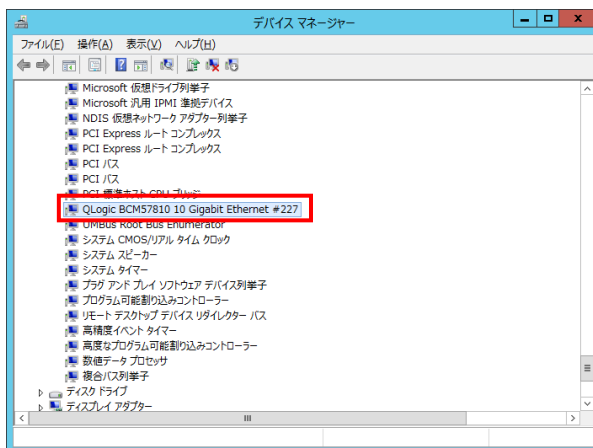 デバイス マネージャー
ファイル(F) 操作(A) 表示(V) ヘルプ(H)
Microsoft 仮想ドライブ列挙子
Microsoft 汎用 IPMI 準拠デバイス
NDIS 仮想ネットワーク アダプター列挙子
PCI Express ルート コンプレックス
PCI Express ルート コンプレックス
PCI バス
PCI バス
PCI 標準ホスト CPU ブリッジ
QLogic BCM57810 10 Gigabit Ethernet #227
UMBus Root Bus Enumerator
システム CMOS/リアル タイム クロック
システム スピーカー
システム タイマー
プラグ アンド プレイ ソフトウェア デバイス列挙子
プログラム可能割り込みコントローラー
リモート デスクトップ デバイス リダイレクター バス
高精度イベント タイマー
高度なプログラム可能割り込みコントローラー
数値データ プロセッサ
複合バス列挙子
ディスク ドライブ
ディスプレイ アダプター